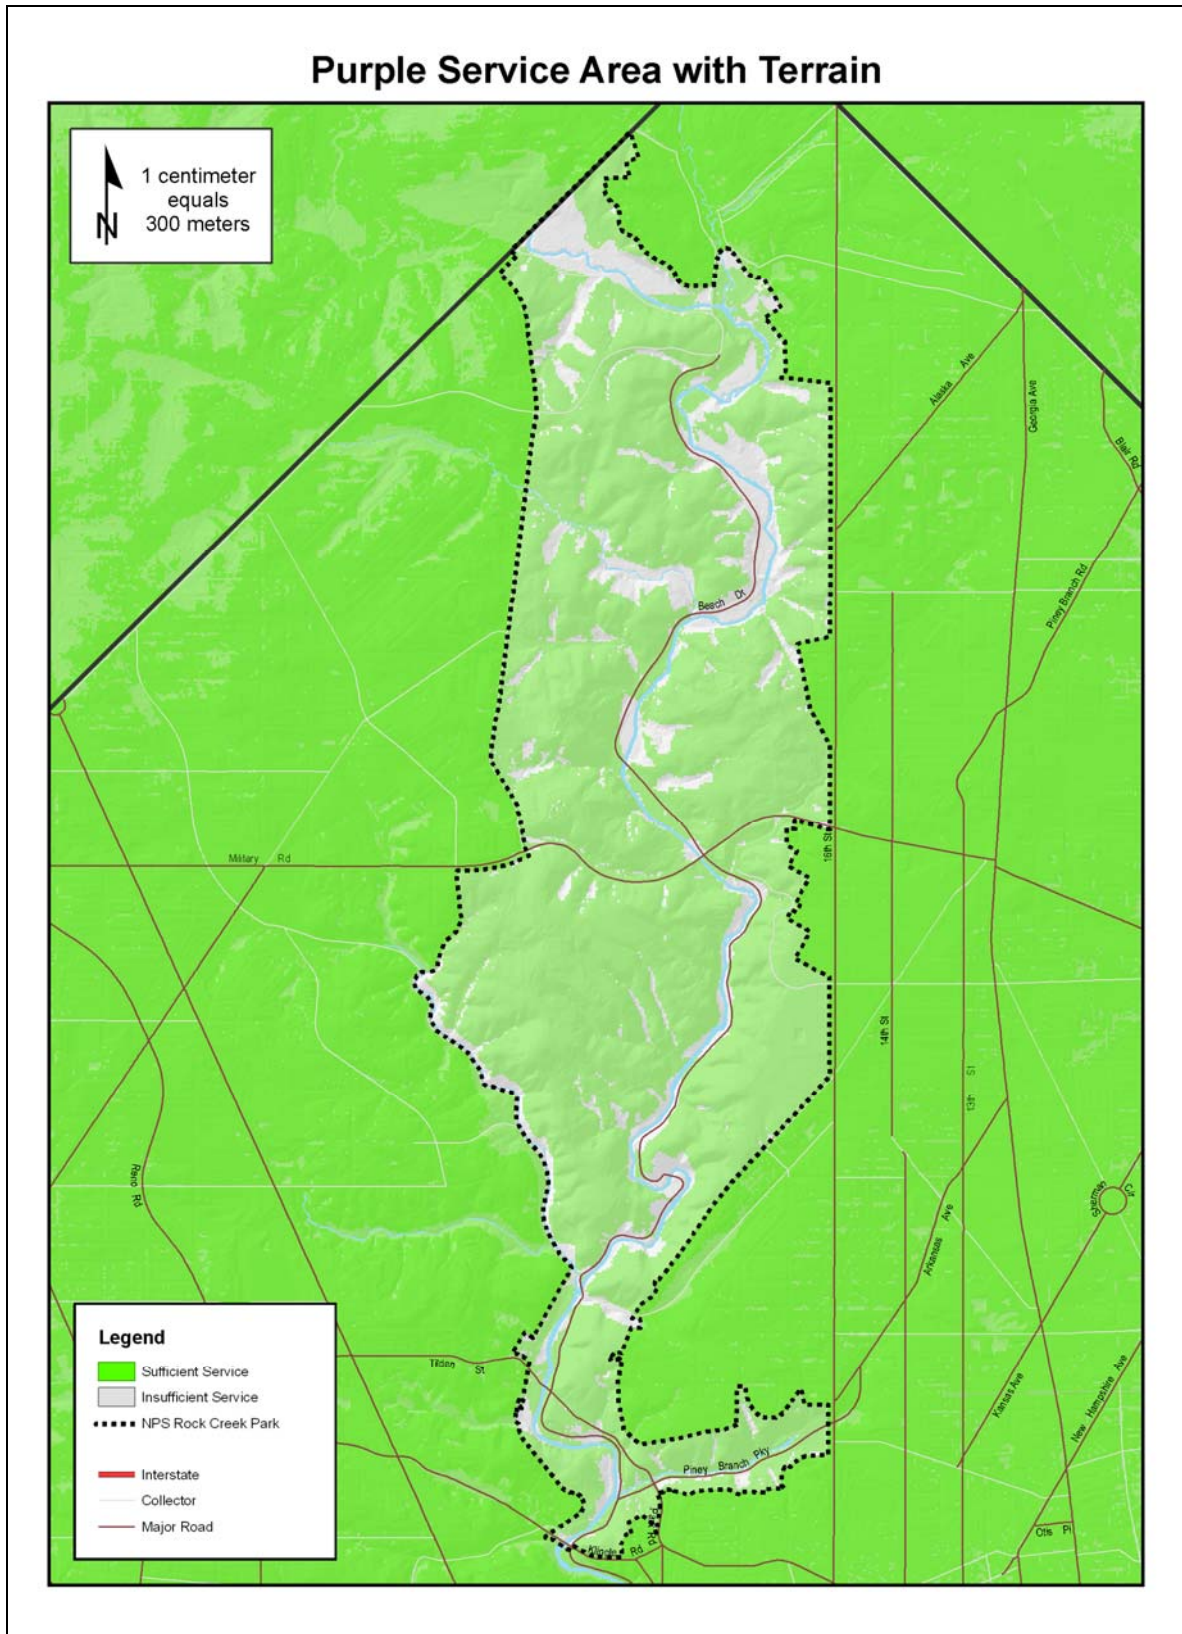 Purple Service Area with Terrain
1 centimeter
equals
300 meters
N
Alaska Ave
Georgia Ave
Blair Rd
Piney Branch Rd
Beach Dr
16th St
Military Rd
14th St
13th St
Reno Rd
Sherman Cir
Arkansas Ave
Tilden St
Kansas Ave
New Hampshire Ave
Piney Branch Pky
Park Rd
Klingle Rd
Otis Pl
Legend
Sufficient Service
Insufficient Service
NPS Rock Creek Park
Interstate
Collector
Major Road